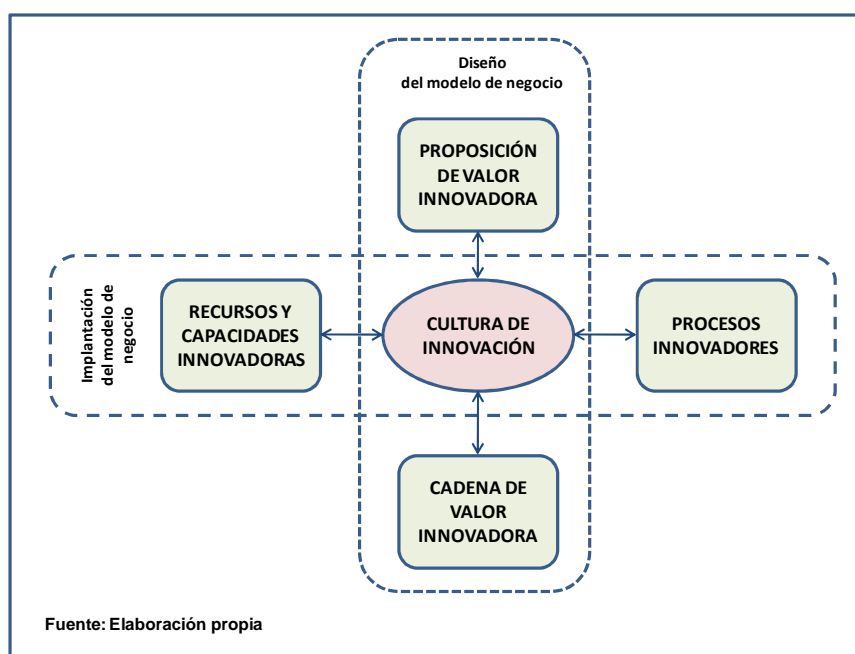 Diseño
del modelo de negocio
PROPOSICIÓN
DE VALOR
INNOVADORA
Implantación
del modelo de
negocio
RECURSOS Y
CAPACIDADES
INNOVADORAS
CULTURA DE
INNOVACIÓN
PROCESOS
INNOVADORES
CADENA DE
VALOR
INNOVADORA
Fuente: Elaboración propia